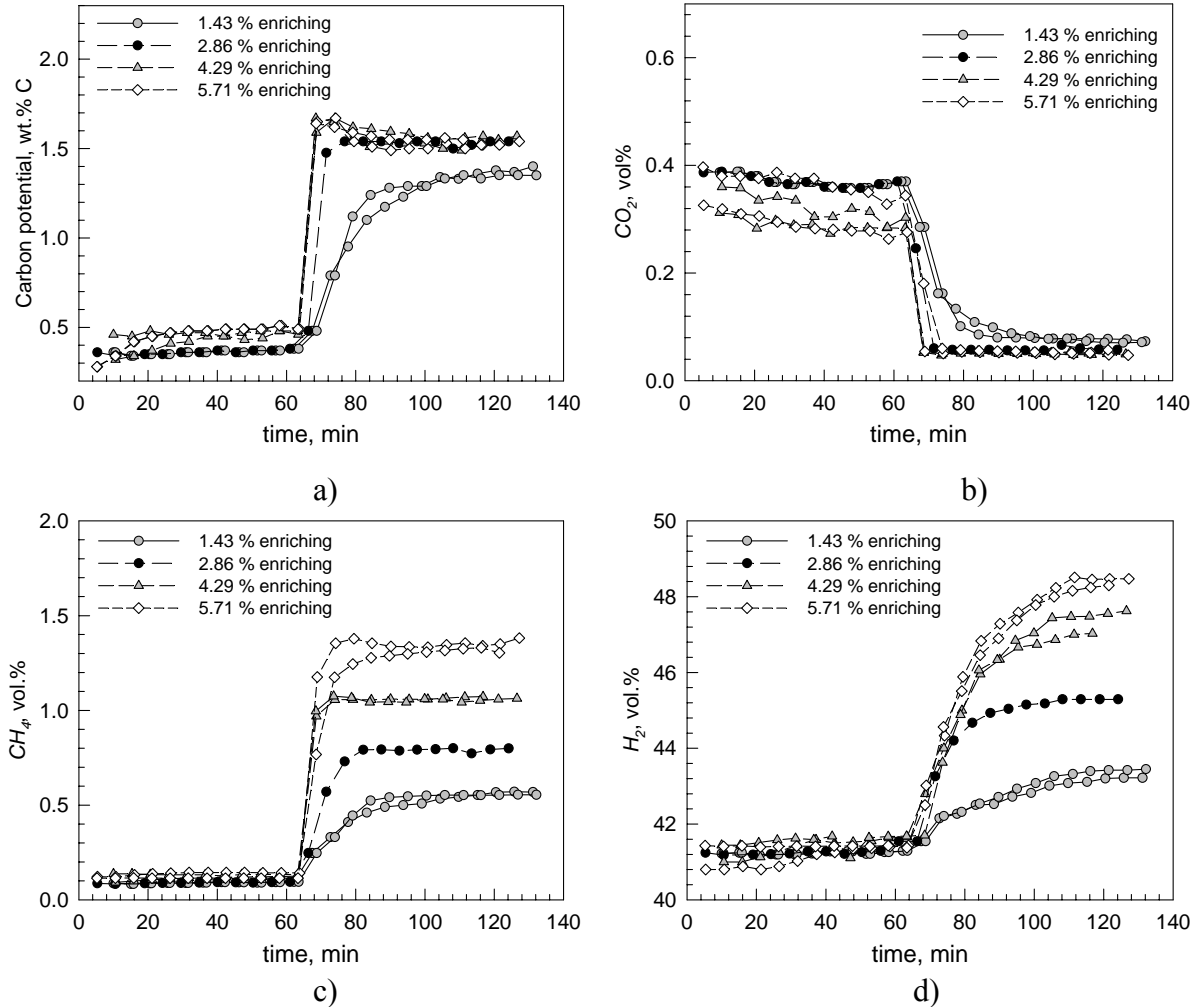 1.43 % enriching
2.86 % enriching
4.29 % enriching
5.71 % enriching
Carbon potential, wt.% C
2.0
1.5
1.0
0.5
0 20 40 60 80 100 120 140
time, min
a)
1.43 % enriching
2.86 % enriching
4.29 % enriching
5.71 % enriching
CO2, vol%
0.6
0.4
0.2
0.0
0 20 40 60 80 100 120 140
time, min
b)
1.43 % enriching
2.86 % enriching
4.29 % enriching
5.71 % enriching
CH4, vol.%
2.0
1.5
1.0
0.5
0.0
0 20 40 60 80 100 120 140
time, min
c)
1.43 % enriching
2.86 % enriching
4.29 % enriching
5.71 % enriching
H2, vol.%
50
48
46
44
42
40
0 20 40 60 80 100 120 140
time, min
d)